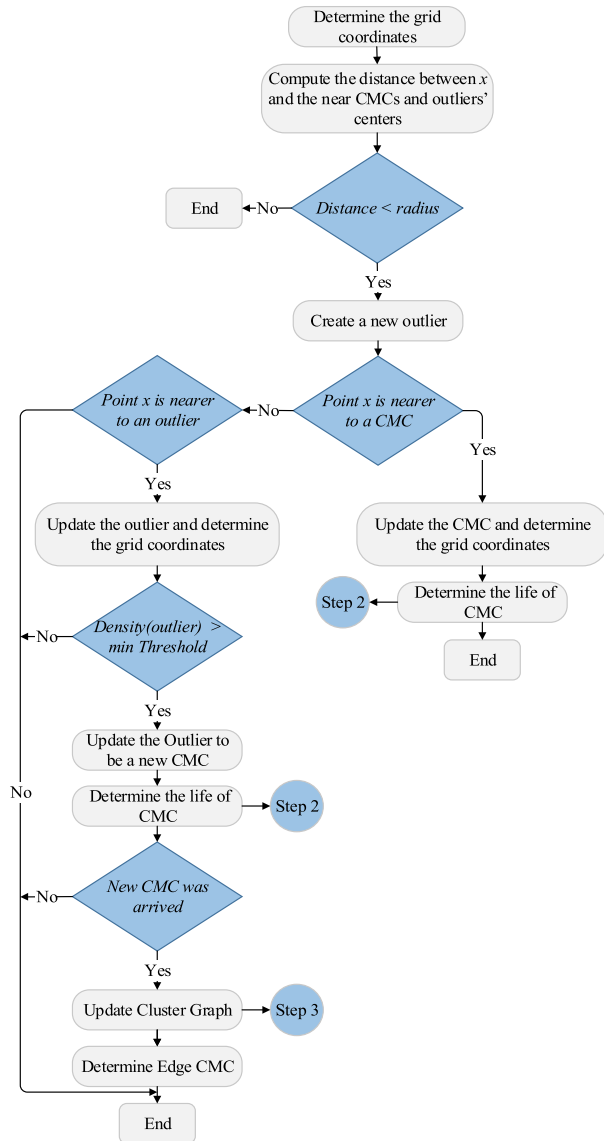 Determine the grid
coordinates
Compute the distance between x
and the near CMCs and outliers'
centers
Distance < radius
No
End
Yes
Create a new outlier
Point x is nearer
to a CMC
No
Point x is nearer
to an outlier
Yes
Yes
Update the outlier and determine
the grid coordinates
Update the CMC and determine
the grid coordinates
Determine the life of
CMC
Step 2
End
Density(outlier) >
min Threshold
No
Yes
Update the Outlier to
be a new CMC
No
Determine the life of
CMC
Step 2
New CMC was
arrived
No
Yes
Update Cluster Graph
Step 3
Determine Edge CMC
End